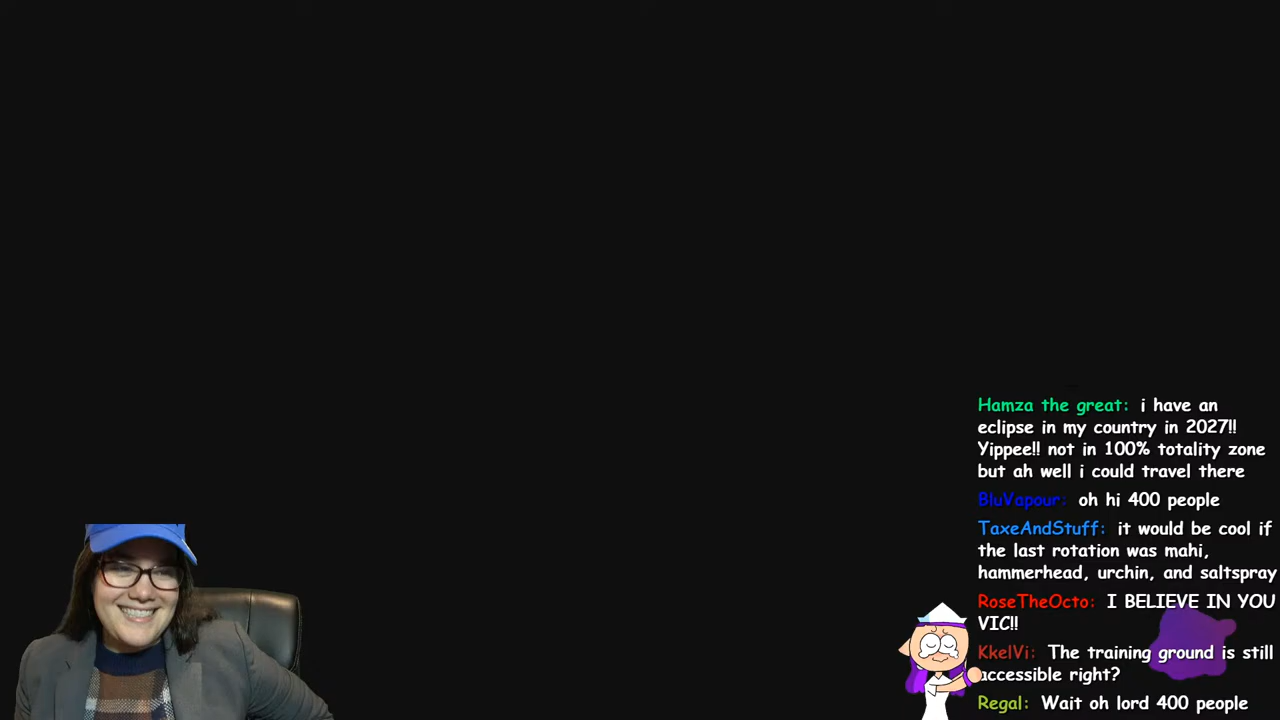 Hamza the great: i have an
eclipse in my country in 2027!!
Yippee!! not in 100% totality zone
but ah well i could travel there
BluVapour: oh hi 400 people
TaxeAndStuff: it would be cool if
the last rotation was mahi,
hammerhead, urchin, and saltspray
RoseTheOcto: I BELIEVE IN YOU
VIC!!
KkelVi: The training ground is still
accessible right?
Regal: Wait oh lord 400 people